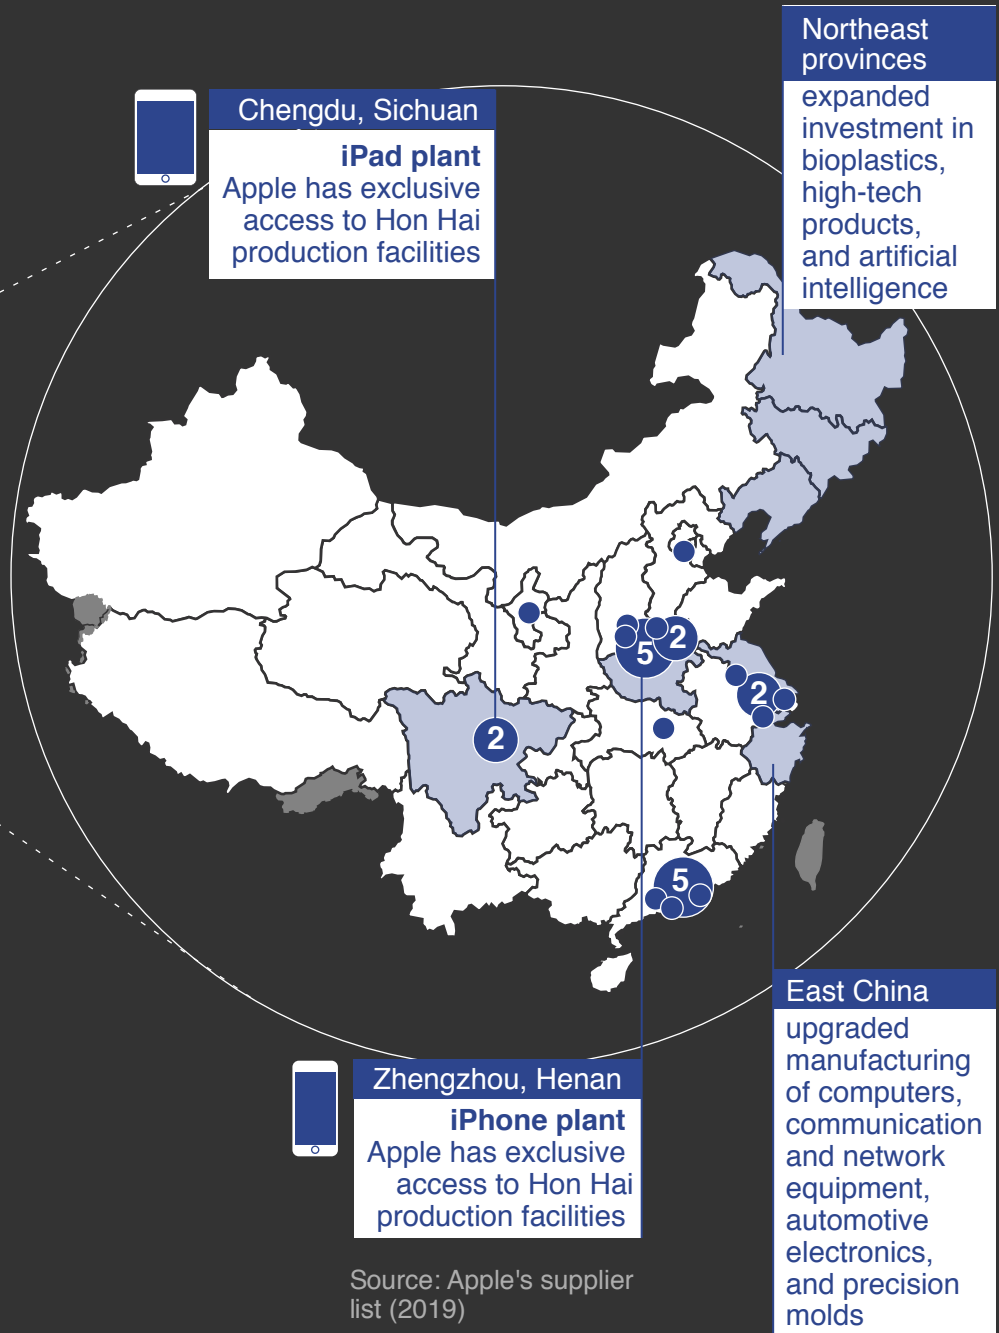 Northeast
provinces
expanded
investment in
bioplastics,
high-tech
products,
and artificial
intelligence
Chengdu, Sichuan
iPad plant
Apple has exclusive
access to Hon Hai
production facilities
2
5
2
2
5
East China
upgraded
manufacturing
of computers,
communication
and network
equipment,
automotive
electronics,
and precision
molds
Zhengzhou, Henan
iPhone plant
Apple has exclusive
access to Hon Hai
production facilities
Source: Apple's supplier
list (2019)